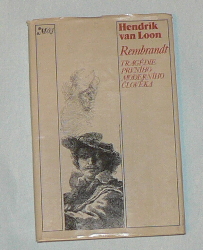 Hendrik
van Loon
Rembrandt
TRAGÉDIE
PRVNÍHO
MODERNÍHO
ČLOVĚKA